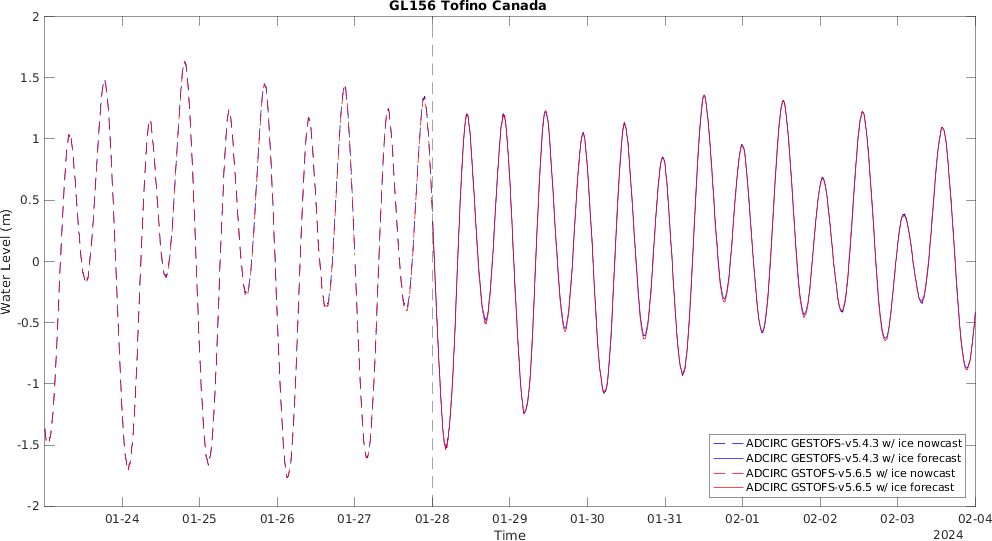 GL156 Tofino Canada
2
1.5
1
0.5
0
-0.5
-1
-1.5
-2
Water Level (m)
ADCIRC GESTOFS-v5.4.3 w/ ice nowcast
ADCIRC GESTOFS-v5.4.3 w/ ice forecast
ADCIRC GSTOFS-v5.6.5 w/ ice nowcast
ADCIRC GSTOFS-v5.6.5 w/ ice forecast
01-24 01-25 01-26 01-27 01-28 01-29 01-30 01-31 02-01 02-02 02-03 02-04
Time
2024